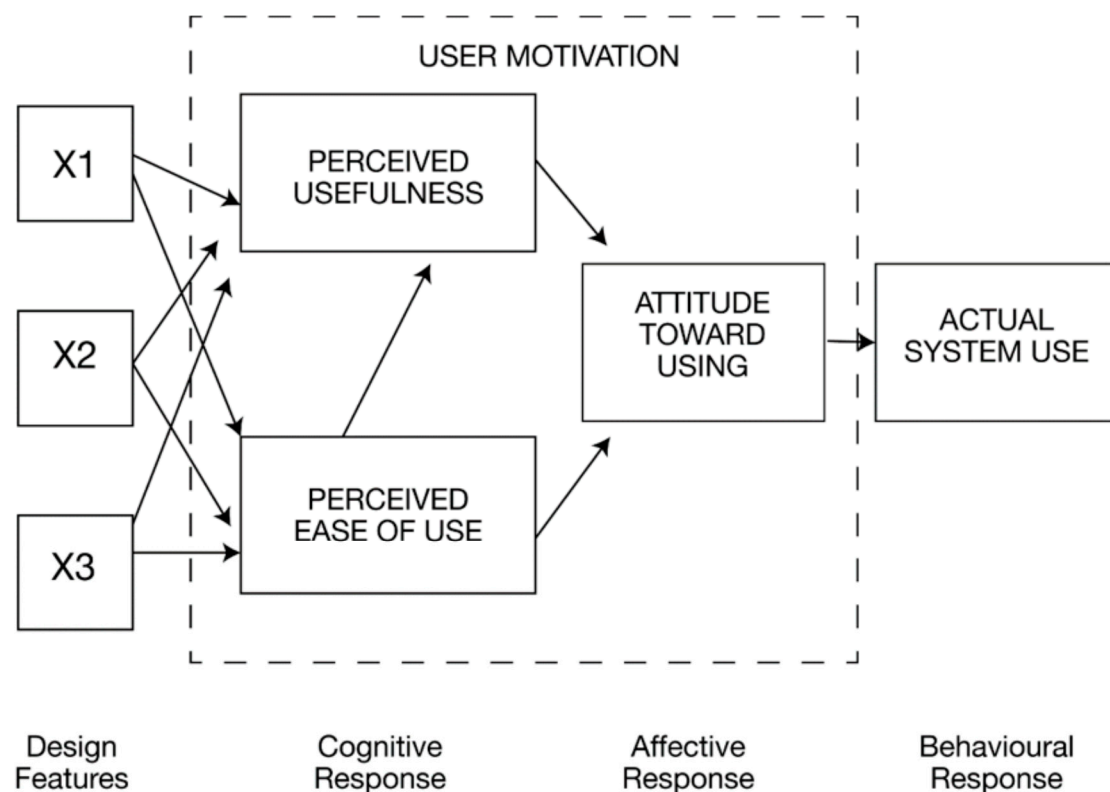 USER MOTIVATION
X1
PERCEIVED
USEFULNESS
X2
ATTITUDE
TOWARD
USING
ACTUAL
SYSTEM USE
X3
PERCEIVED
EASE OF USE
Design
Features
Cognitive
Response
Affective
Response
Behavioural
Response